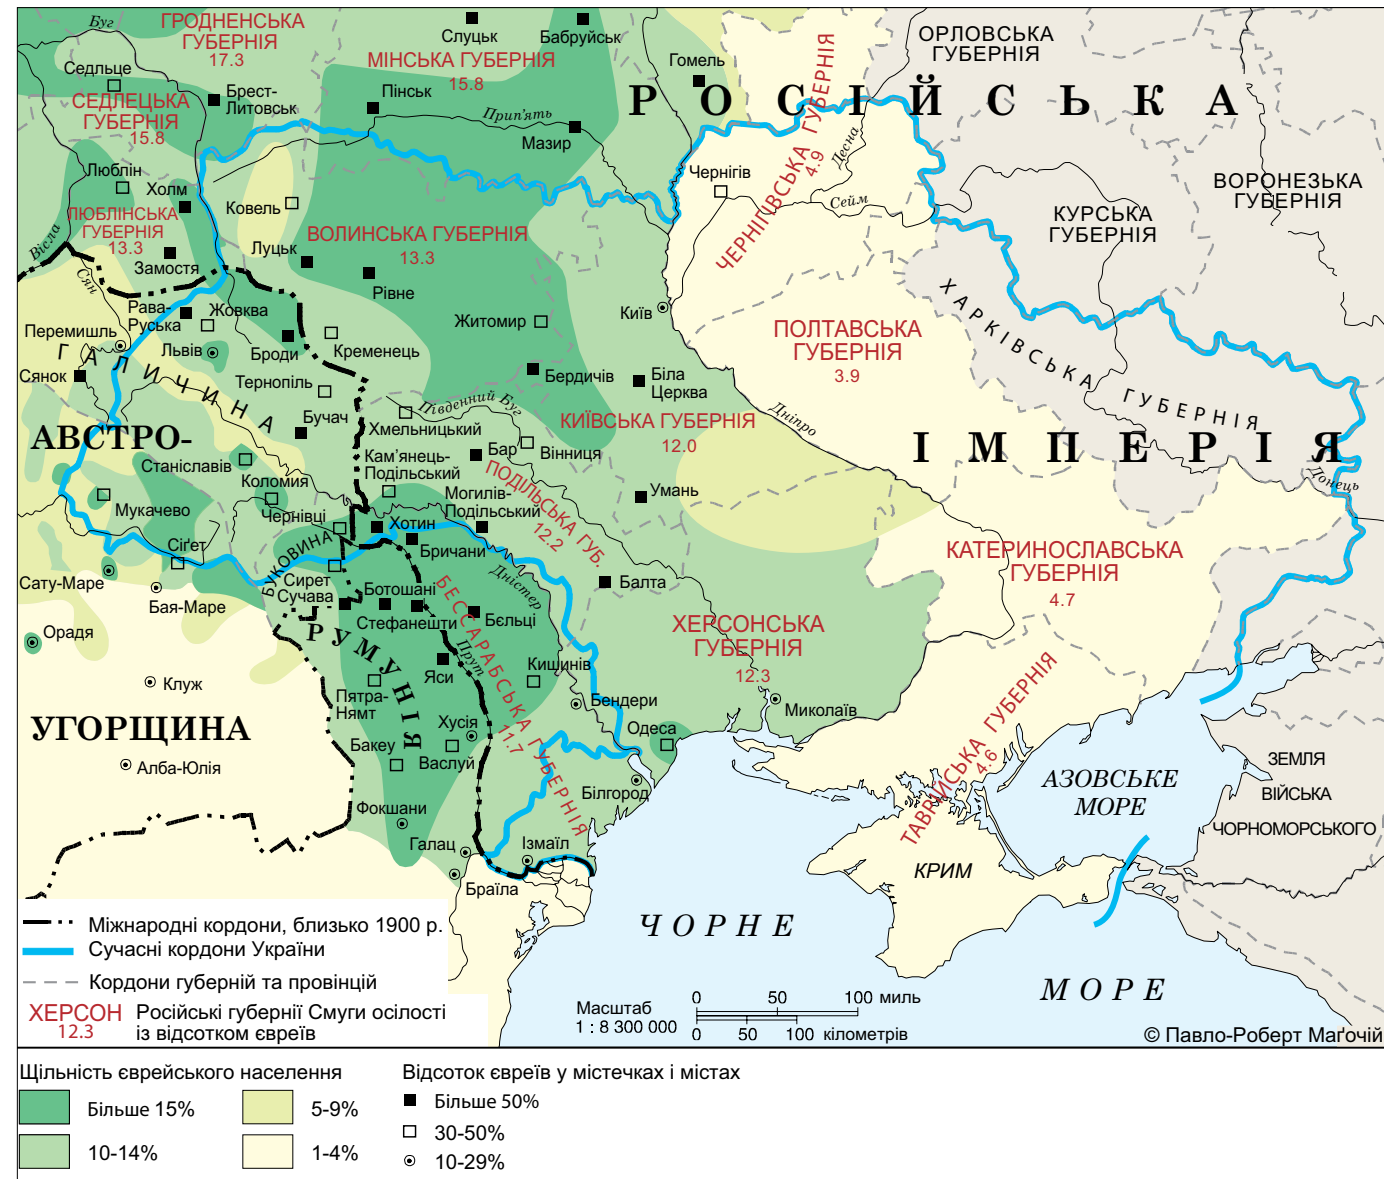 Буг
ГРОДНЕНСЬКА
ГУБЕРНІЯ
17.3
Слуцьк
Бабруйськ
ОРЛОВСЬКА
ГУБЕРНІЯ
Седльце
СЕДЛЕЦЬКА
ГУБЕРНІЯ
15.8
Брест-
Литовськ
МІНСЬКА ГУБЕРНІЯ
15.8
Пінськ
Гомель
РОСІЙСЬКА
Прип'ять
Мазир
ЧЕРНІГІВСЬКА ГУБЕРНІЯ
4.9
Десна
Сейм
Чернігів
ВОРОНЕЗЬКА
ГУБЕРНІЯ
КУРСЬКА
ГУБЕРНІЯ
Люблін
Холм
ЛЮБЛІНСЬКА
ГУБЕРНІЯ
13.3
Вісла
Замостя
Ковель
Луцьк
ВОЛИНСЬКА ГУБЕРНІЯ
13.3
Рівне
Сян
Рава-
Руська
Жовква
Перемишль
Львів
Броди
Кременець
Житомир
Київ
ХАРКІВСЬКА ГУБЕРНІЯ
ПОЛТАВСЬКА
ГУБЕРНІЯ
3.9
ГАЛИЧИНА
Сянок
Тернопіль
Бучач
Бердичів
Біла
Церква
Південний Буг
Хмельницький
КИЇВСЬКА ГУБЕРНІЯ
12.0
Дніпро
АВСТРО-
ІМПЕРІЯ
Станіславів
Кам'янець-
Подільський
Бар
Вінниця
ПОДІЛЬСЬКА ГУБ.
12.2
Донець
Коломия
Мукачево
Чернівці
Могилів-
Подільський
Умань
Хотин
Бричани
Сігет
БУКОВИНА
КАТЕРИНОСЛАВСЬКА
ГУБЕРНІЯ
4.7
Сату-Маре
Бая-Маре
Сирет
Сучава
Ботошані
Стефанешти
БЕССАРАБСЬКА ГУБЕРНІЯ
11.7
Дністер
Балта
Бєльці
Орадя
РУМУНІЯ
Прут
ХЕРСОНСЬКА
ГУБЕРНІЯ
12.3
Клуж
Яси
Кишинів
Пятра-
Нямт
Бендери
Миколаїв
ТАВРІЙСЬКА ГУБЕРНІЯ
4.6
УГОРЩИНА
Хусія
Бакеу
Васлуй
Одеса
Алба-Юлія
Білгород
АЗОВСЬКЕ
МОРЕ
ЗЕМЛЯ
ВІЙСЬКА
ЧОРНОМОРСЬКОГО
Фокшани
Галац
Ізмаїл
Браїла
КРИМ
ЧОРНЕ
МОРЕ
Міжнародні кордони, близько 1900 р.
Сучасні кордони України
Кордони губерній та провінцій
ХЕРСОН
12.3
Російські губернії Смуги осілості
із відсотком євреїв
Масштаб
1 : 8 300 000
0 50 100 миль
0 50 100 кілометрів
© Павло-Роберт Маґочій
Щільність єврейського населення
Більше 15%
5-9%
10-14%
1-4%
Відсоток євреїв у містечках і містах
Більше 50%
30-50%
10-29%